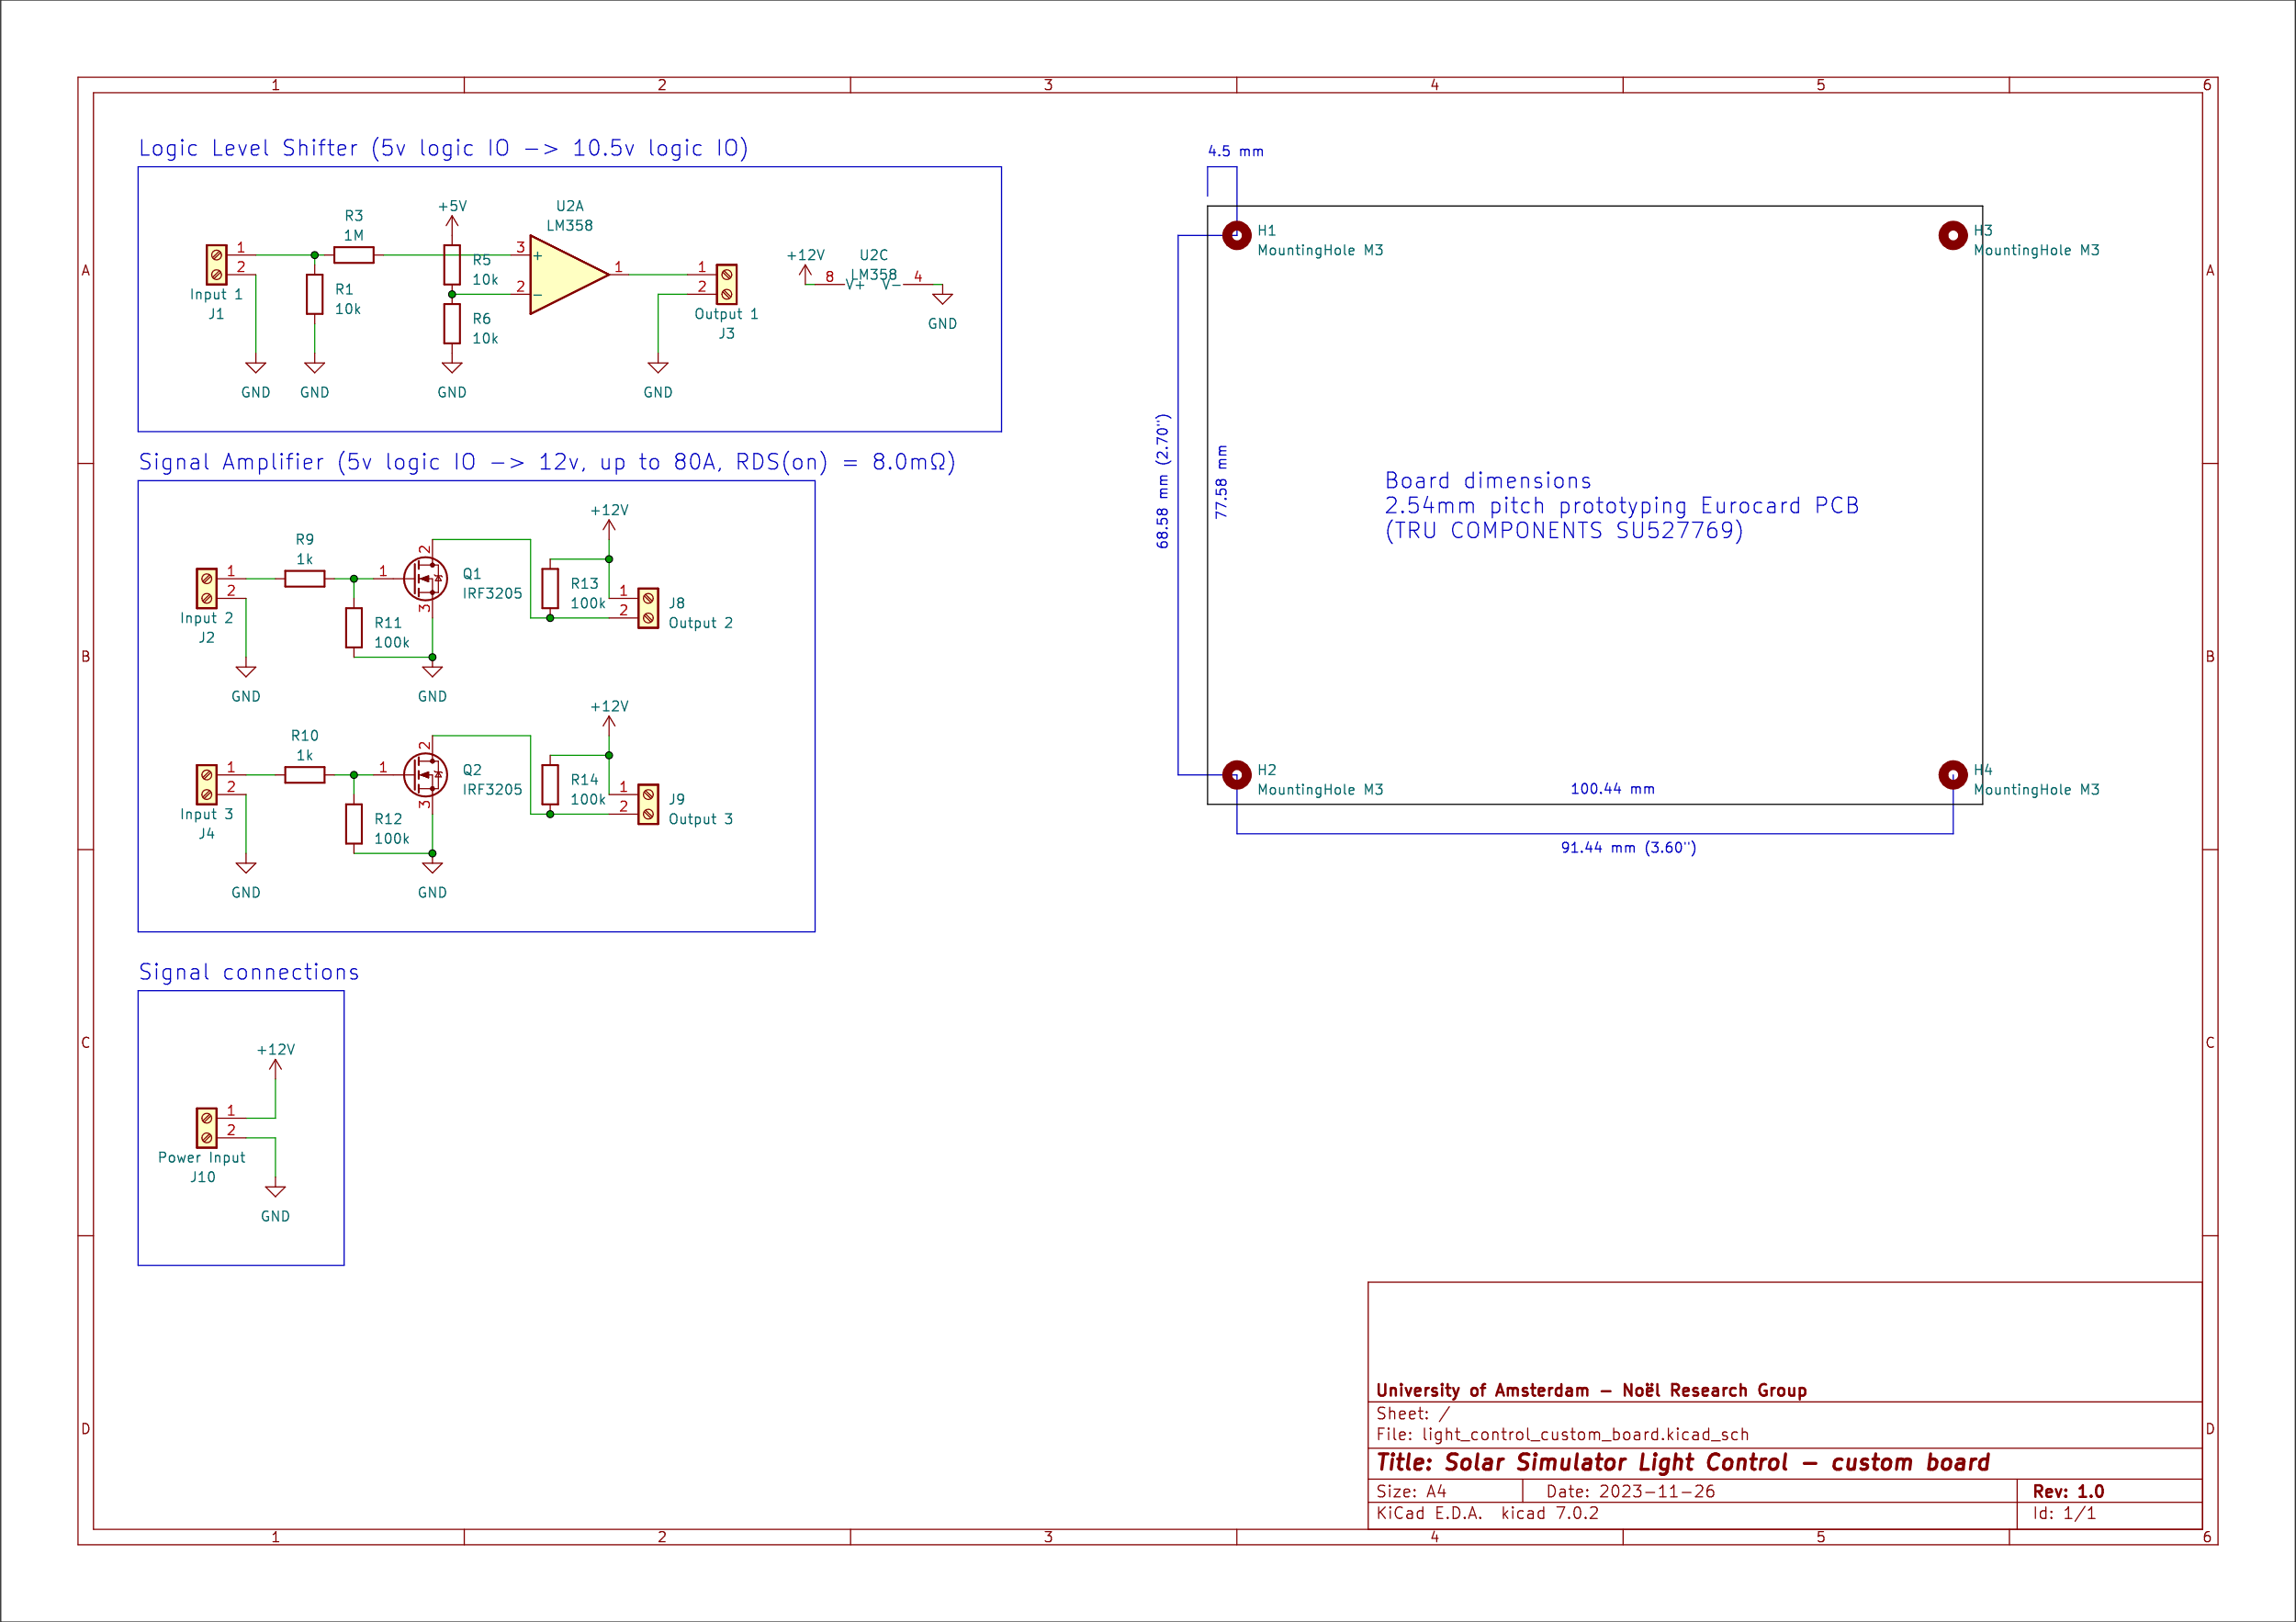 1 2 3 4 5 6
A
B
C
D
Logic Level Shifter (5v logic IO -> 10.5v logic IO)
J1
Input 1
1
2
R1
10k
GND
GND
R3
1M
+5V
R5
10k
R6
10k
GND
U2A
LM358
3
+
2
-
1
1
2
Output 1
J3
GND
+12V
U2C
LM358
8
V+
V-
4
GND
Signal Amplifier (5v logic IO -> 12v, up to 80A, RDS(on) = 8.0mΩ)
1
2
Input 2
J2
GND
R9
1k
R11
100k
1
2
3
Q1
IRF3205
GND
+12V
R13
100k
1
2
J8
Output 2
1
2
Input 3
J4
GND
R10
1k
R12
100k
1
2
3
Q2
IRF3205
GND
+12V
R14
100k
1
2
J9
Output 3
Signal connections
+12V
1
2
Power Input
J10
GND
4.5 mm
H1
MountingHole M3
H3
MountingHole M3
68.58 mm (2.70")
77.58 mm
Board dimensions
2.54mm pitch prototyping Eurocard PCB
(TRU COMPONENTS SU527769)
H2
MountingHole M3
H4
MountingHole M3
100.44 mm
91.44 mm (3.60")
A
B
C
D
University of Amsterdam – Noël Research Group
Sheet: /
File: light_control_custom_board.kicad_sch
Title: Solar Simulator Light Control – custom board
Size: A4 Date: 2023-11-26 Rev: 1.0
KiCad E.D.A. kicad 7.0.2 Id: 1/1
1 2 3 4 5 6